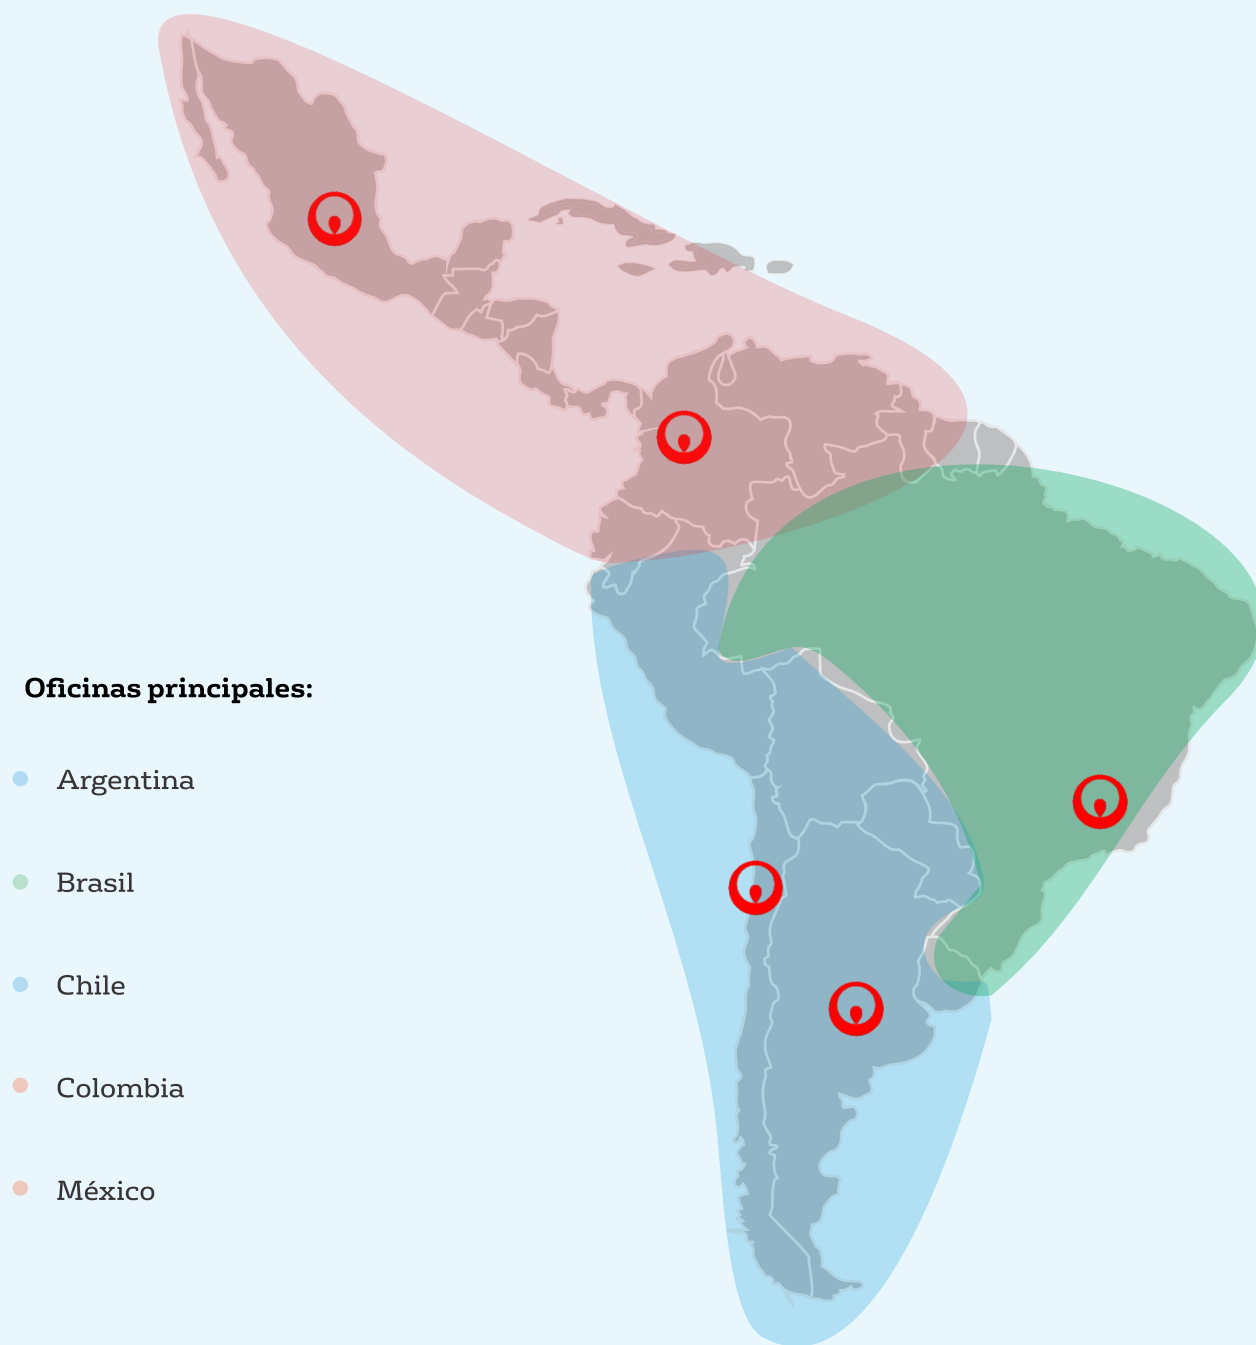 Oficinas principales:
Argentina
Brasil
Chile
Colombia
México